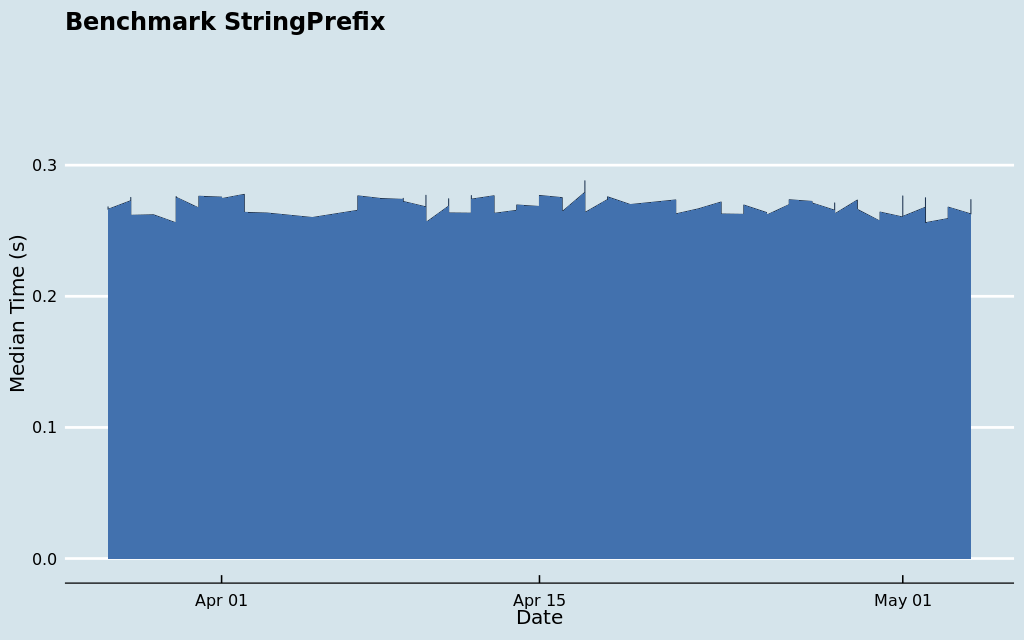 Benchmark StringPrefix
Median Time (s)
0.3
0.2
0.1
0.0
Apr 01
Apr 15
May 01
Date